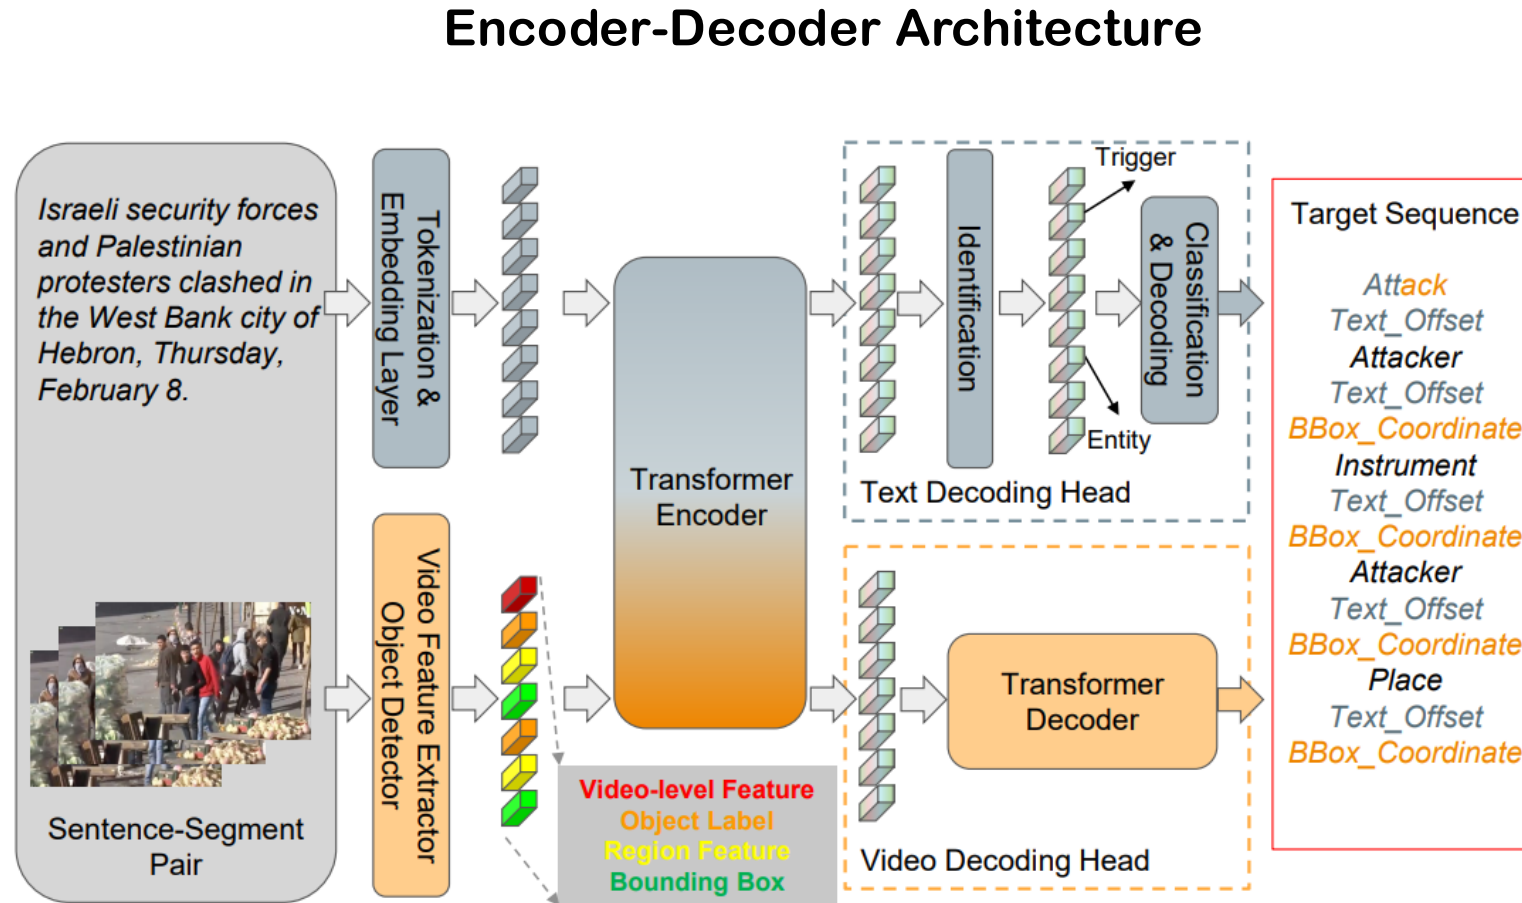 Encoder-Decoder Architecture
Israeli security forces
and Palestinian
protesters clashed in
the West Bank city of
Hebron, Thursday,
February 8.
Sentence-Segment
Pair
Tokenization &
Embedding Layer
Video Feature Extractor
Object Detector
Video-level Feature
Object Label
Region Feature
Bounding Box
Transformer
Encoder
Identification
Trigger
Entity
Classification
& Decoding
Text Decoding Head
Transformer
Decoder
Video Decoding Head
Target Sequence
Attack
Text_Offset
Attacker
Text_Offset
BBox_Coordinate
Instrument
Text_Offset
BBox_Coordinate
Attacker
Text_Offset
BBox_Coordinate
Place
Text_Offset
BBox_Coordinate